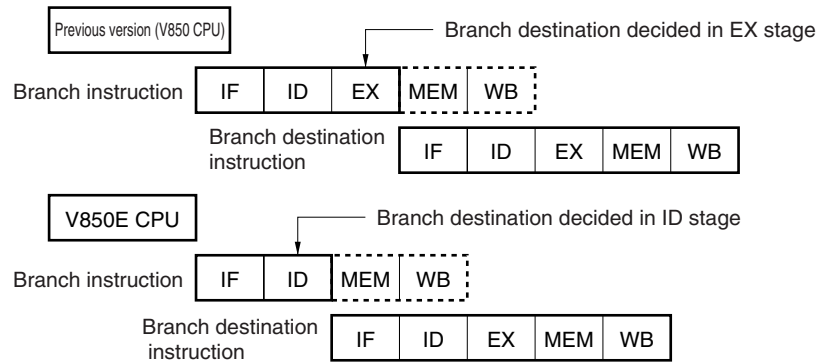 Previous version (V850 CPU)
Branch destination decided in EX stage
Branch instruction IF ID EX MEM WB
Branch destination
instruction
IF ID EX MEM WB
V850E CPU
Branch destination decided in ID stage
Branch instruction IF ID MEM WB
Branch destination
instruction
IF ID EX MEM WB